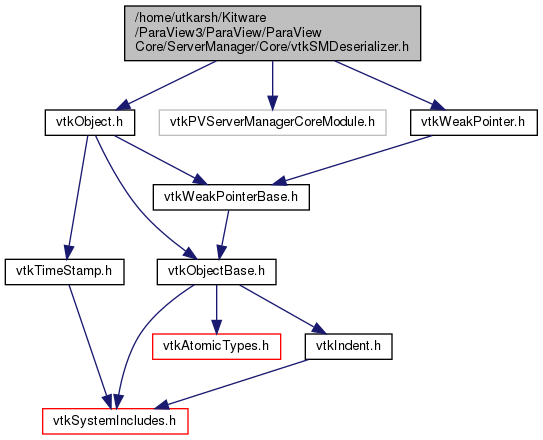 /home/utkarsh/Kitware
/ParaView3/ParaView/ParaView
Core/ServerManager/Core/vtkSMDeserializer.h
vtkObject.h
vtkPVServerManagerCoreModule.h
vtkWeakPointer.h
vtkWeakPointerBase.h
vtkTimeStamp.h
vtkObjectBase.h
vtkAtomicTypes.h
vtkIndent.h
vtkSystemIncludes.h